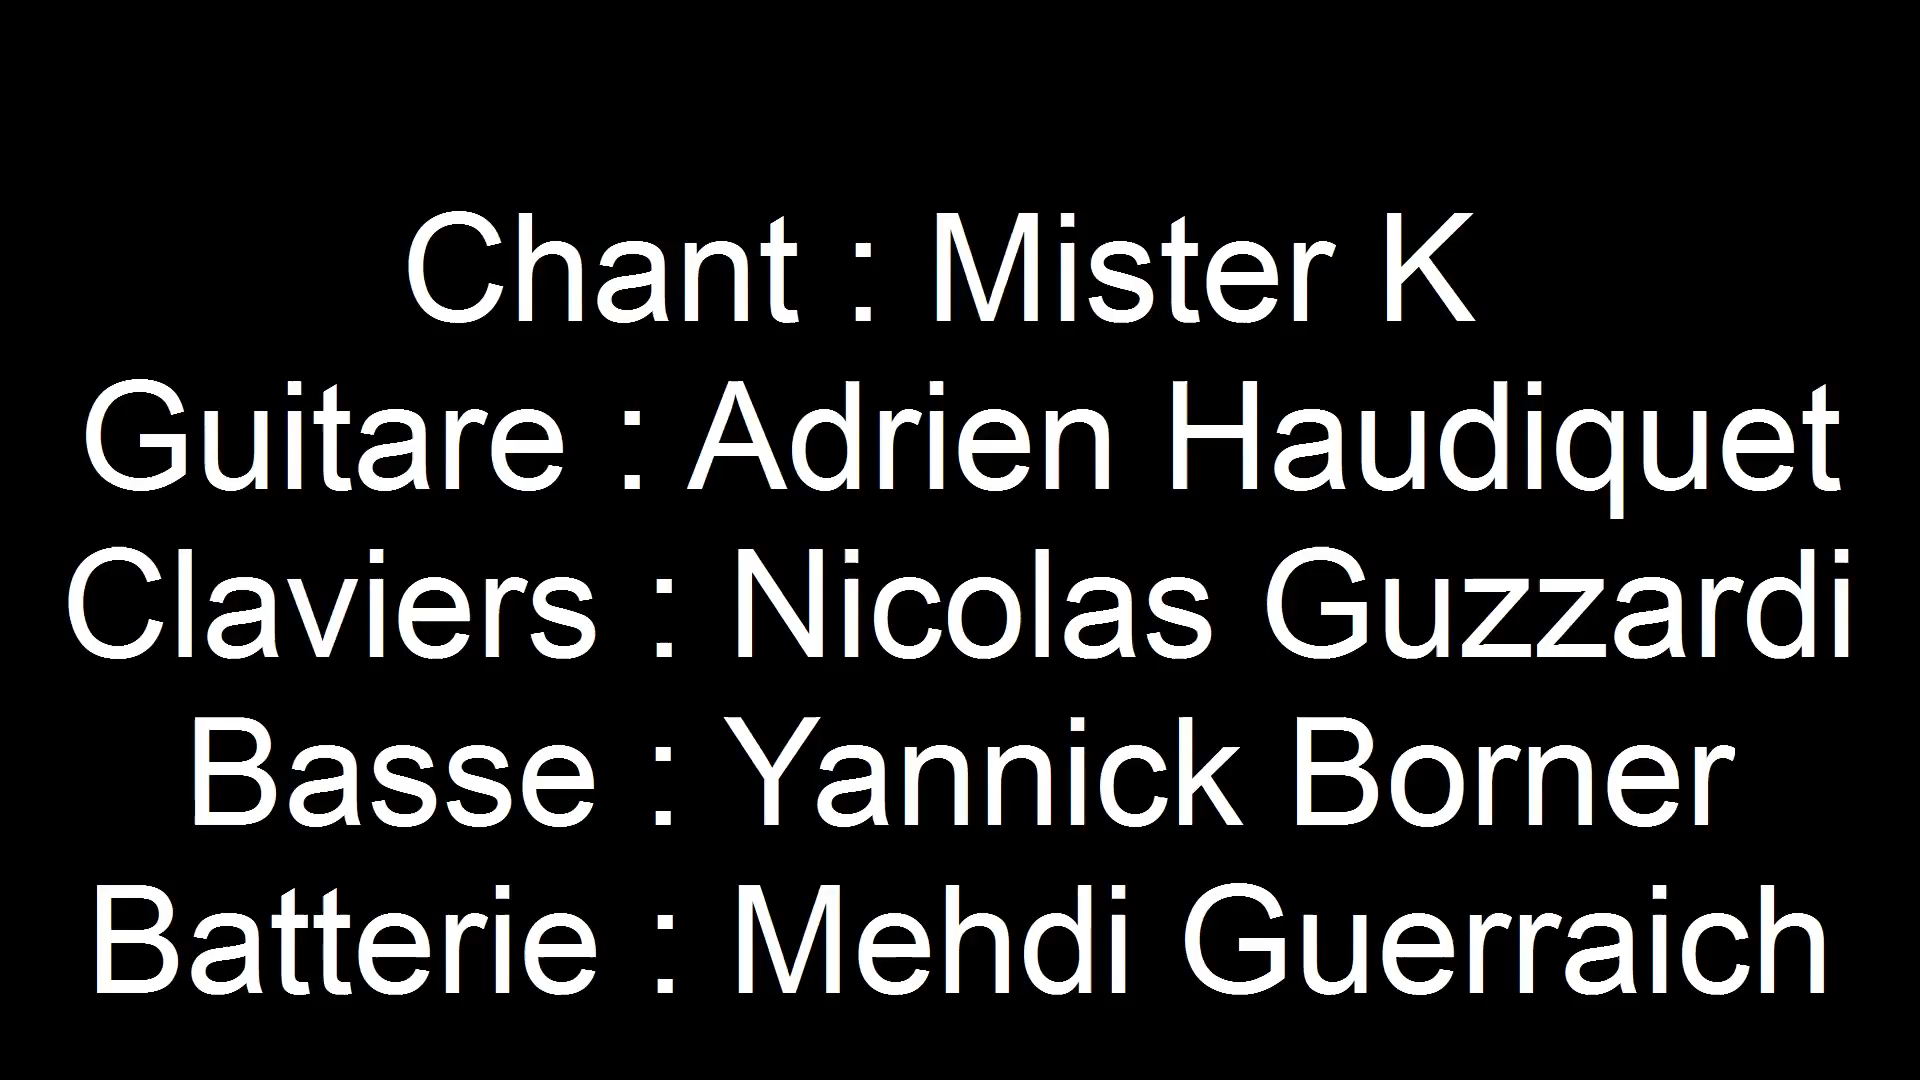 Chant : Mister K
Guitare : Adrien Haudiquet
Claviers : Nicolas Guzzardi
Basse : Yannick Borner
Batterie : Mehdi Guerraich